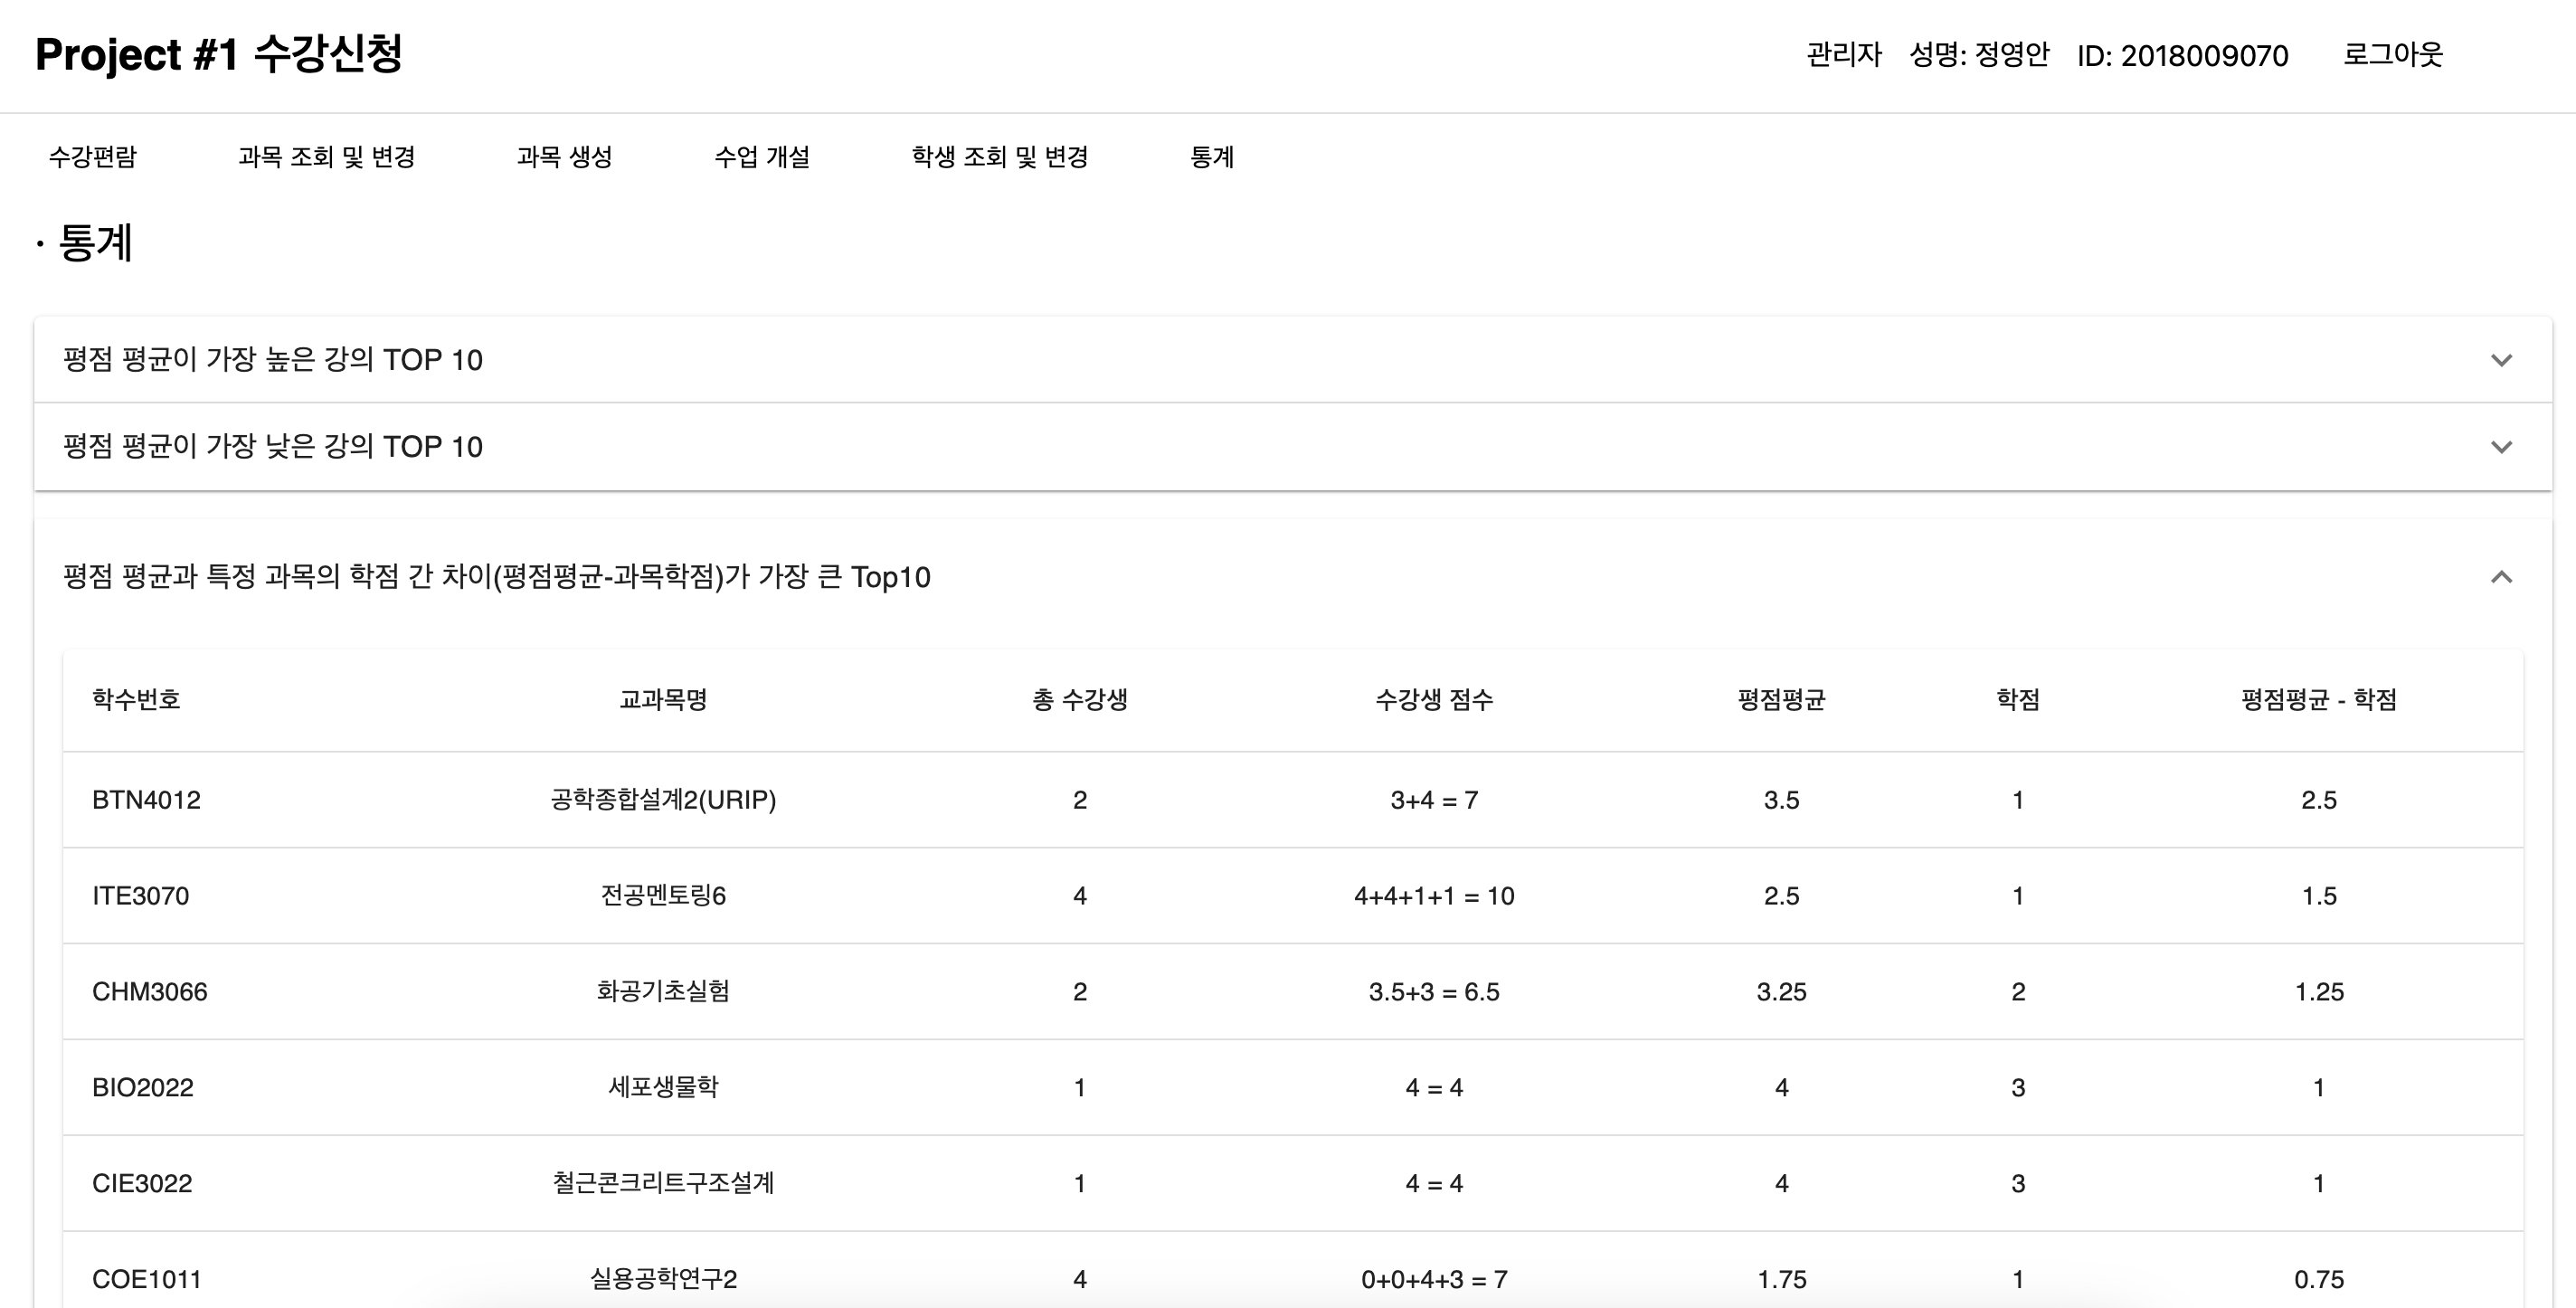 Project #1 수강신청 관리자 성명: 정영안 ID: 2018009070 로그아웃
수강편람 과목 조회 및 변경 과목 생성 수업 개설 학생 조회 및 변경 통계
· 통계
평점 평균이 가장 높은 강의 TOP 10
평점 평균이 가장 낮은 강의 TOP 10
평점 평균과 특정 과목의 학점 간 차이(평점평균-과목학점)가 가장 큰 Top10
학수번호 교과목명 총 수강생 수강생 점수 평점평균 학점 평점평균 - 학점
BTN4012 공학종합설계2(URIP) 2 3+4 = 7 3.5 1 2.5
ITE3070 전공멘토링6 4 4+4+1+1 = 10 2.5 1 1.5
CHM3066 화공기초실험 2 3.5+3 = 6.5 3.25 2 1.25
BIO2022 세포생물학 1 4 = 4 4 3 1
CIE3022 철근콘크리트구조설계 1 4 = 4 4 3 1
COE1011 실용공학연구2 4 0+0+4+3 = 7 1.75 1 0.75